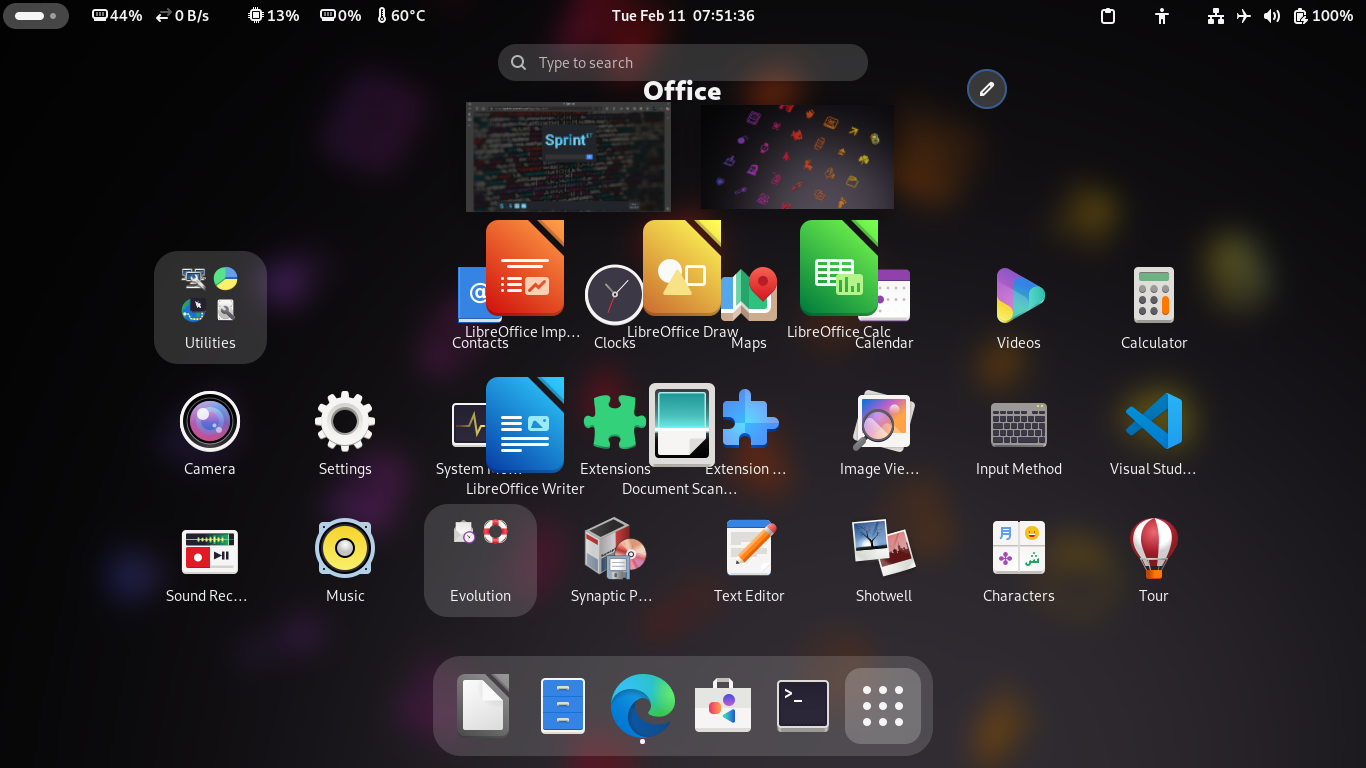 44% 0 B/s 13% 0% 60°C Tue Feb 11 07:51:36 100%
Type to search
Office
Sprint
LibreOffice Imp... LibreOffice Draw LibreOffice Calc
Utilities Contacts Clocks Maps Calendar Videos Calculator
Camera Settings System Mo... Extensions Extension ... Image Vie... Input Method Visual Stud...
LibreOffice Writer Document Scan...
Sound Rec... Music Evolution Synaptic P... Text Editor Shotwell Characters Tour